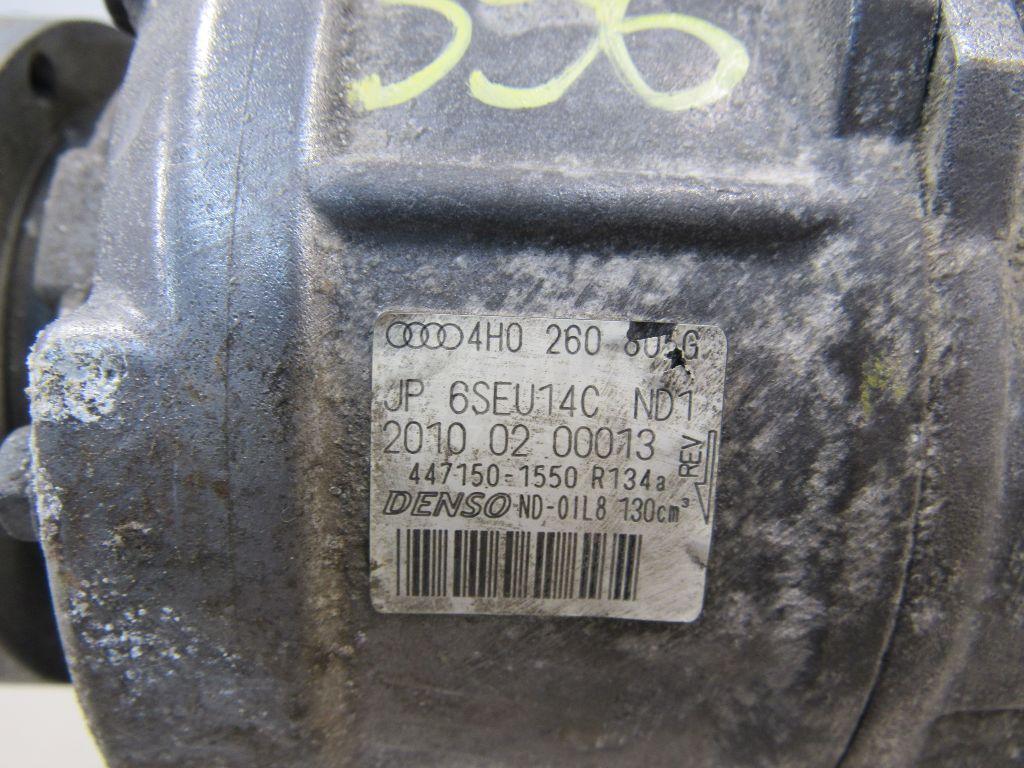 4H0 260 805G
JP 6SEU14C ND1
2010 02 00013
REV
447150-1550 R134a
DENSO ND-OIL8 130cm³